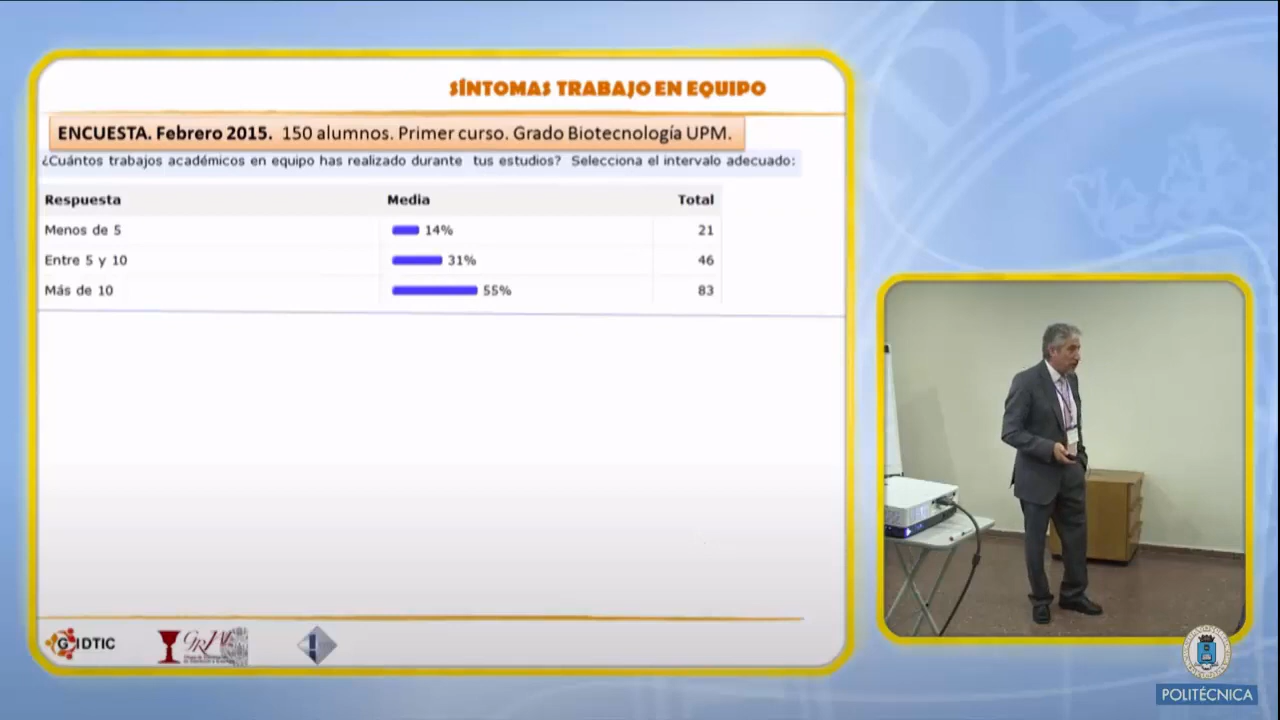 SÍNTOMAS TRABAJO EN EQUIPO
ENCUESTA. Febrero 2015. 150 alumnos. Primer curso. Grado Biotecnología UPM.
¿Cuántos trabajos académicos en equipo has realizado durante tus estudios? Selecciona el intervalo adecuado:
Respuesta Media Total
Menos de 5 14% 21
Entre 5 y 10 31% 46
Más de 10 55% 83
GIDTIC
POLITÉCNICA